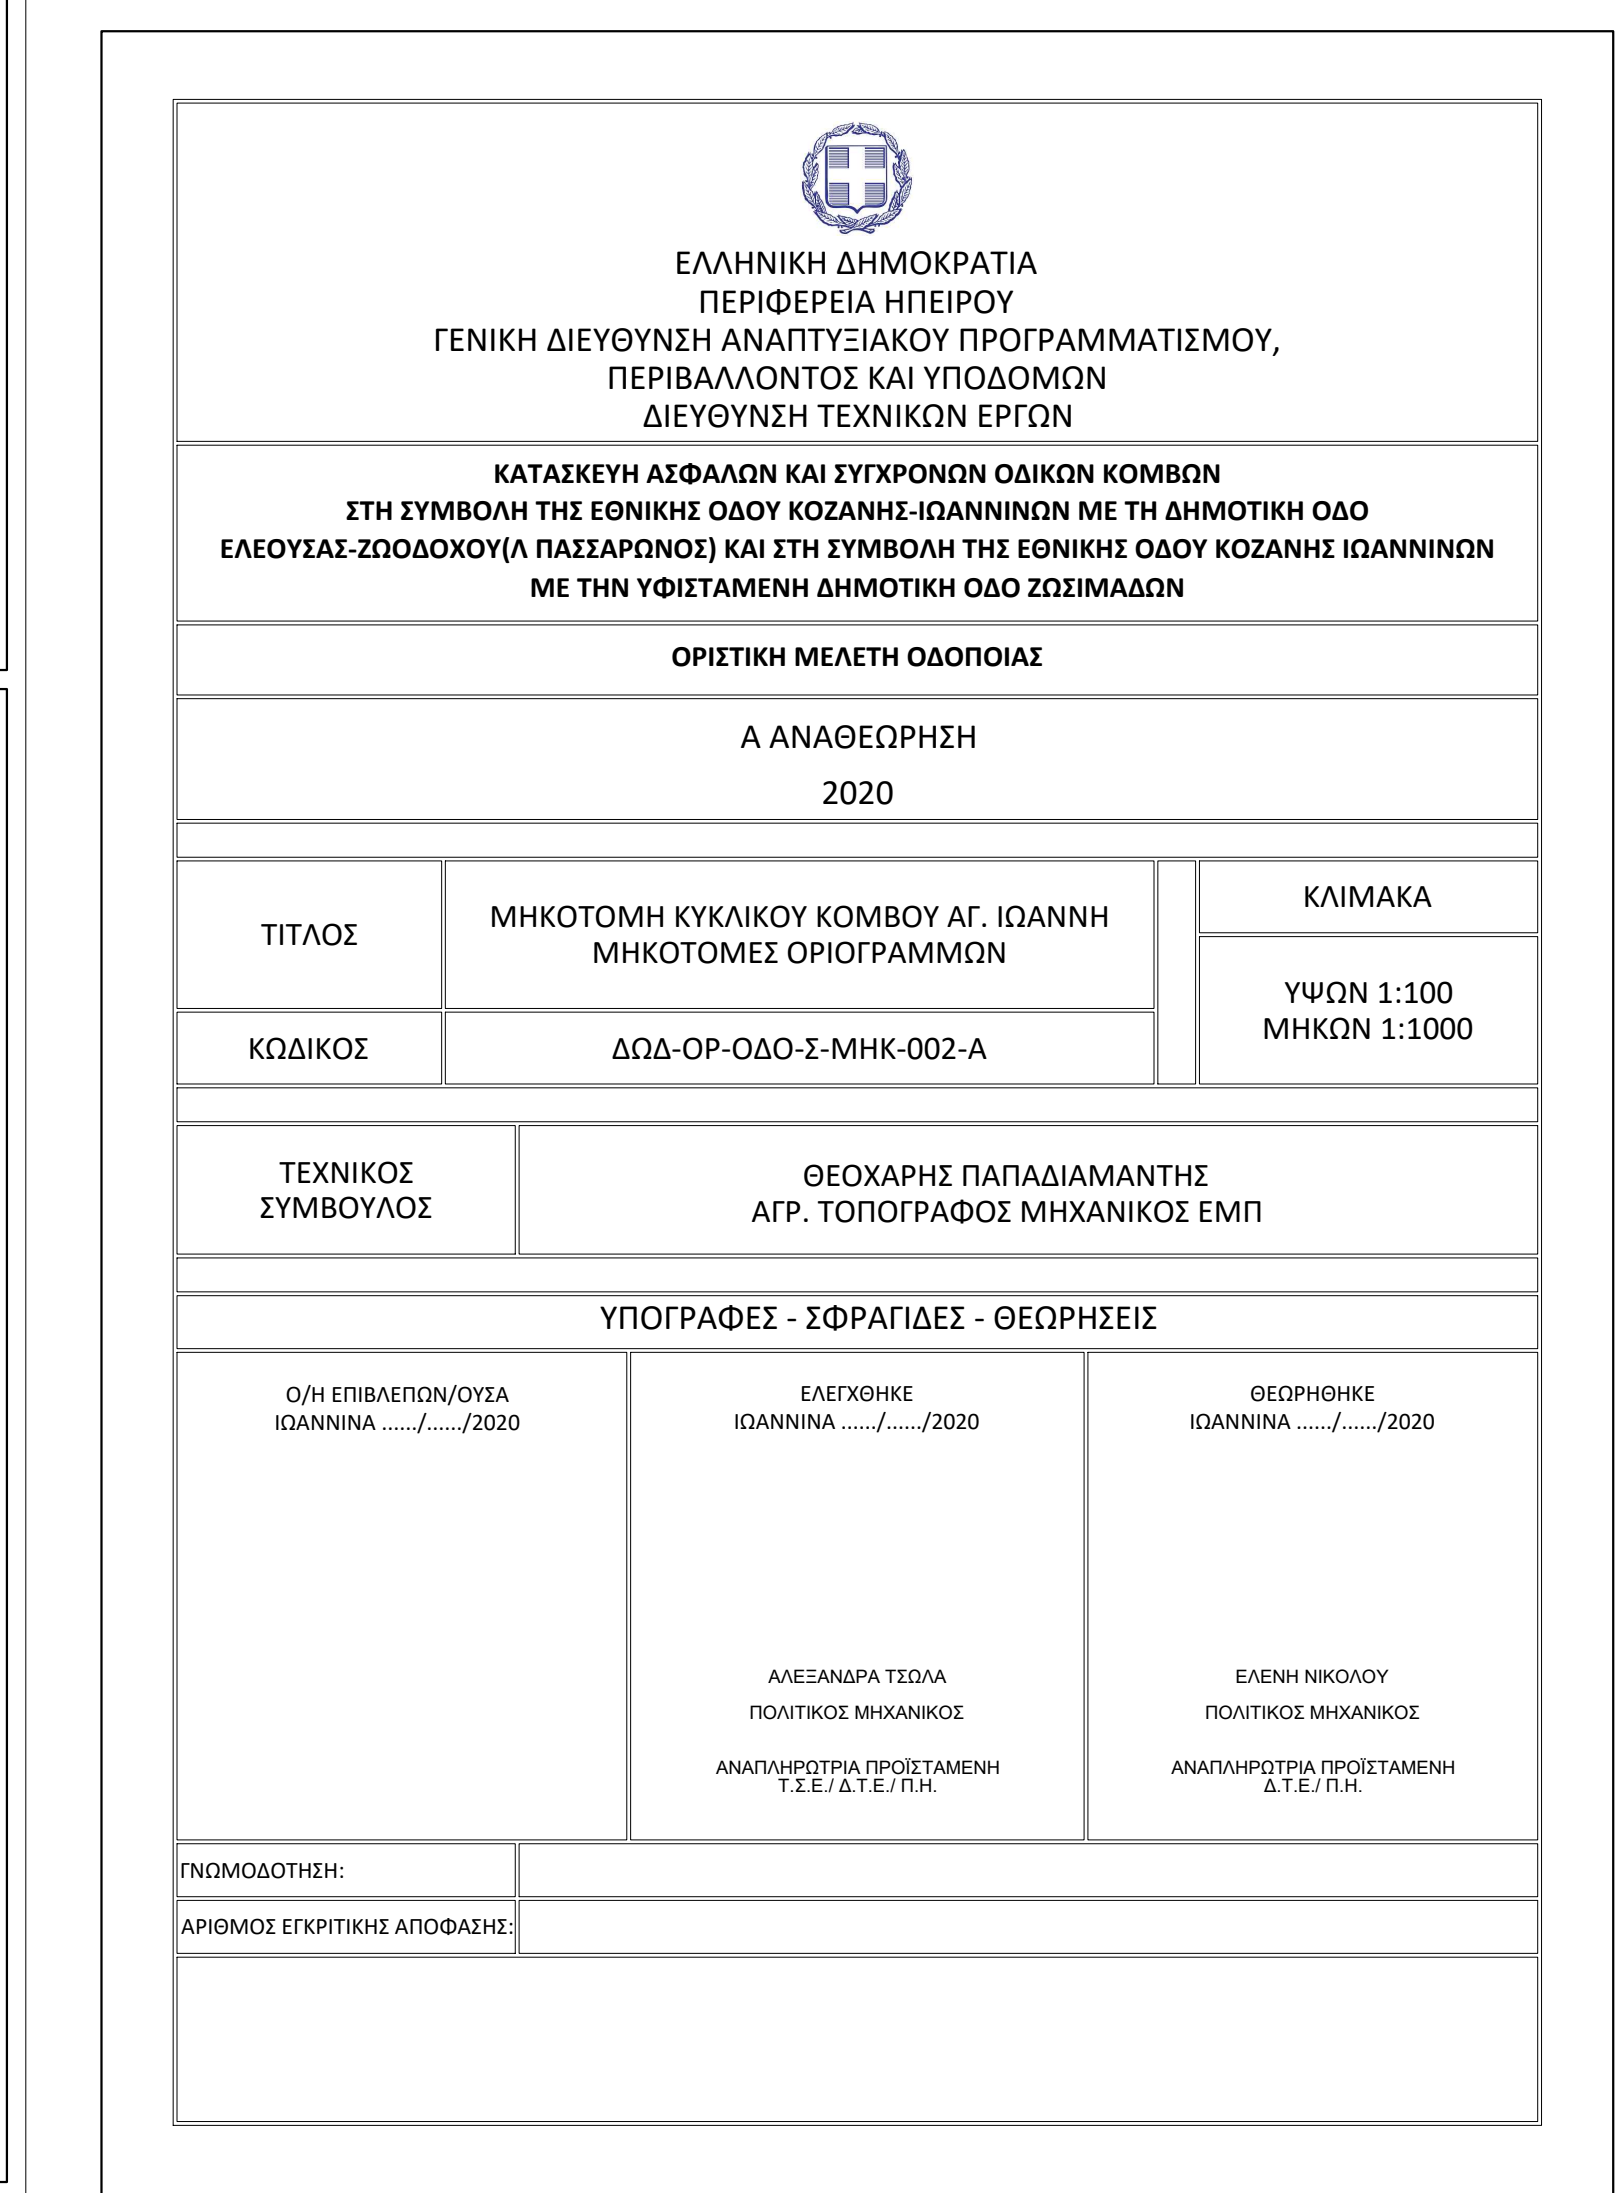 ΕΛΛΗΝΙΚΗ ΔΗΜΟΚΡΑΤΙΑ
ΠΕΡΙΦΕΡΕΙΑ ΗΠΕΙΡΟΥ
ΓΕΝΙΚΗ ΔΙΕΥΘΥΝΣΗ ΑΝΑΠΤΥΞΙΑΚΟΥ ΠΡΟΓΡΑΜΜΑΤΙΣΜΟΥ,
ΠΕΡΙΒΑΛΛΟΝΤΟΣ ΚΑΙ ΥΠΟΔΟΜΩΝ
ΔΙΕΥΘΥΝΣΗ ΤΕΧΝΙΚΩΝ ΕΡΓΩΝ
ΚΑΤΑΣΚΕΥΗ ΑΣΦΑΛΩΝ ΚΑΙ ΣΥΓΧΡΟΝΩΝ ΟΔΙΚΩΝ ΚΟΜΒΩΝ
ΣΤΗ ΣΥΜΒΟΛΗ ΤΗΣ ΕΘΝΙΚΗΣ ΟΔΟΥ ΚΟΖΑΝΗΣ-ΙΩΑΝΝΙΝΩΝ ΜΕ ΤΗ ΔΗΜΟΤΙΚΗ ΟΔΟ
ΕΛΕΟΥΣΑΣ-ΖΩΟΔΟΧΟΥ(Λ ΠΑΣΣΑΡΩΝΟΣ) ΚΑΙ ΣΤΗ ΣΥΜΒΟΛΗ ΤΗΣ ΕΘΝΙΚΗΣ ΟΔΟΥ ΚΟΖΑΝΗΣ ΙΩΑΝΝΙΝΩΝ
ΜΕ ΤΗΝ ΥΦΙΣΤΑΜΕΝΗ ΔΗΜΟΤΙΚΗ ΟΔΟ ΖΩΣΙΜΑΔΩΝ
ΟΡΙΣΤΙΚΗ ΜΕΛΕΤΗ ΟΔΟΠΟΙΑΣ
Α ΑΝΑΘΕΩΡΗΣΗ
2020
ΤΙΤΛΟΣ
ΜΗΚΟΤΟΜΗ ΚΥΚΛΙΚΟΥ ΚΟΜΒΟΥ ΑΓ. ΙΩΑΝΝΗ
ΜΗΚΟΤΟΜΕΣ ΟΡΙΟΓΡΑΜΜΩΝ
ΚΛΙΜΑΚΑ
ΥΨΩΝ 1:100
ΜΗΚΩΝ 1:1000
ΚΩΔΙΚΟΣ
ΔΩΔ-ΟΡ-ΟΔΟ-Σ-ΜΗΚ-002-Α
ΤΕΧΝΙΚΟΣ
ΣΥΜΒΟΥΛΟΣ
ΘΕΟΧΑΡΗΣ ΠΑΠΑΔΙΑΜΑΝΤΗΣ
ΑΓΡ. ΤΟΠΟΓΡΑΦΟΣ ΜΗΧΑΝΙΚΟΣ ΕΜΠ
ΥΠΟΓΡΑΦΕΣ - ΣΦΡΑΓΙΔΕΣ - ΘΕΩΡΗΣΕΙΣ
Ο/Η ΕΠΙΒΛΕΠΩΝ/ΟΥΣΑ
ΙΩΑΝΝΙΝΑ ....../....../2020
ΕΛΕΓΧΘΗΚΕ
ΙΩΑΝΝΙΝΑ ....../....../2020
ΑΛΕΞΑΝΔΡΑ ΤΣΩΛΑ
ΠΟΛΙΤΙΚΟΣ ΜΗΧΑΝΙΚΟΣ
ΑΝΑΠΛΗΡΩΤΡΙΑ ΠΡΟΪΣΤΑΜΕΝΗ
Τ.Σ.Ε./ Δ.Τ.Ε./ Π.Η.
ΘΕΩΡΗΘΗΚΕ
ΙΩΑΝΝΙΝΑ ....../....../2020
ΕΛΕΝΗ ΝΙΚΟΛΟΥ
ΠΟΛΙΤΙΚΟΣ ΜΗΧΑΝΙΚΟΣ
ΑΝΑΠΛΗΡΩΤΡΙΑ ΠΡΟΪΣΤΑΜΕΝΗ
Δ.Τ.Ε./ Π.Η.
ΓΝΩΜΟΔΟΤΗΣΗ:
ΑΡΙΘΜΟΣ ΕΓΚΡΙΤΙΚΗΣ ΑΠΟΦΑΣΗΣ: